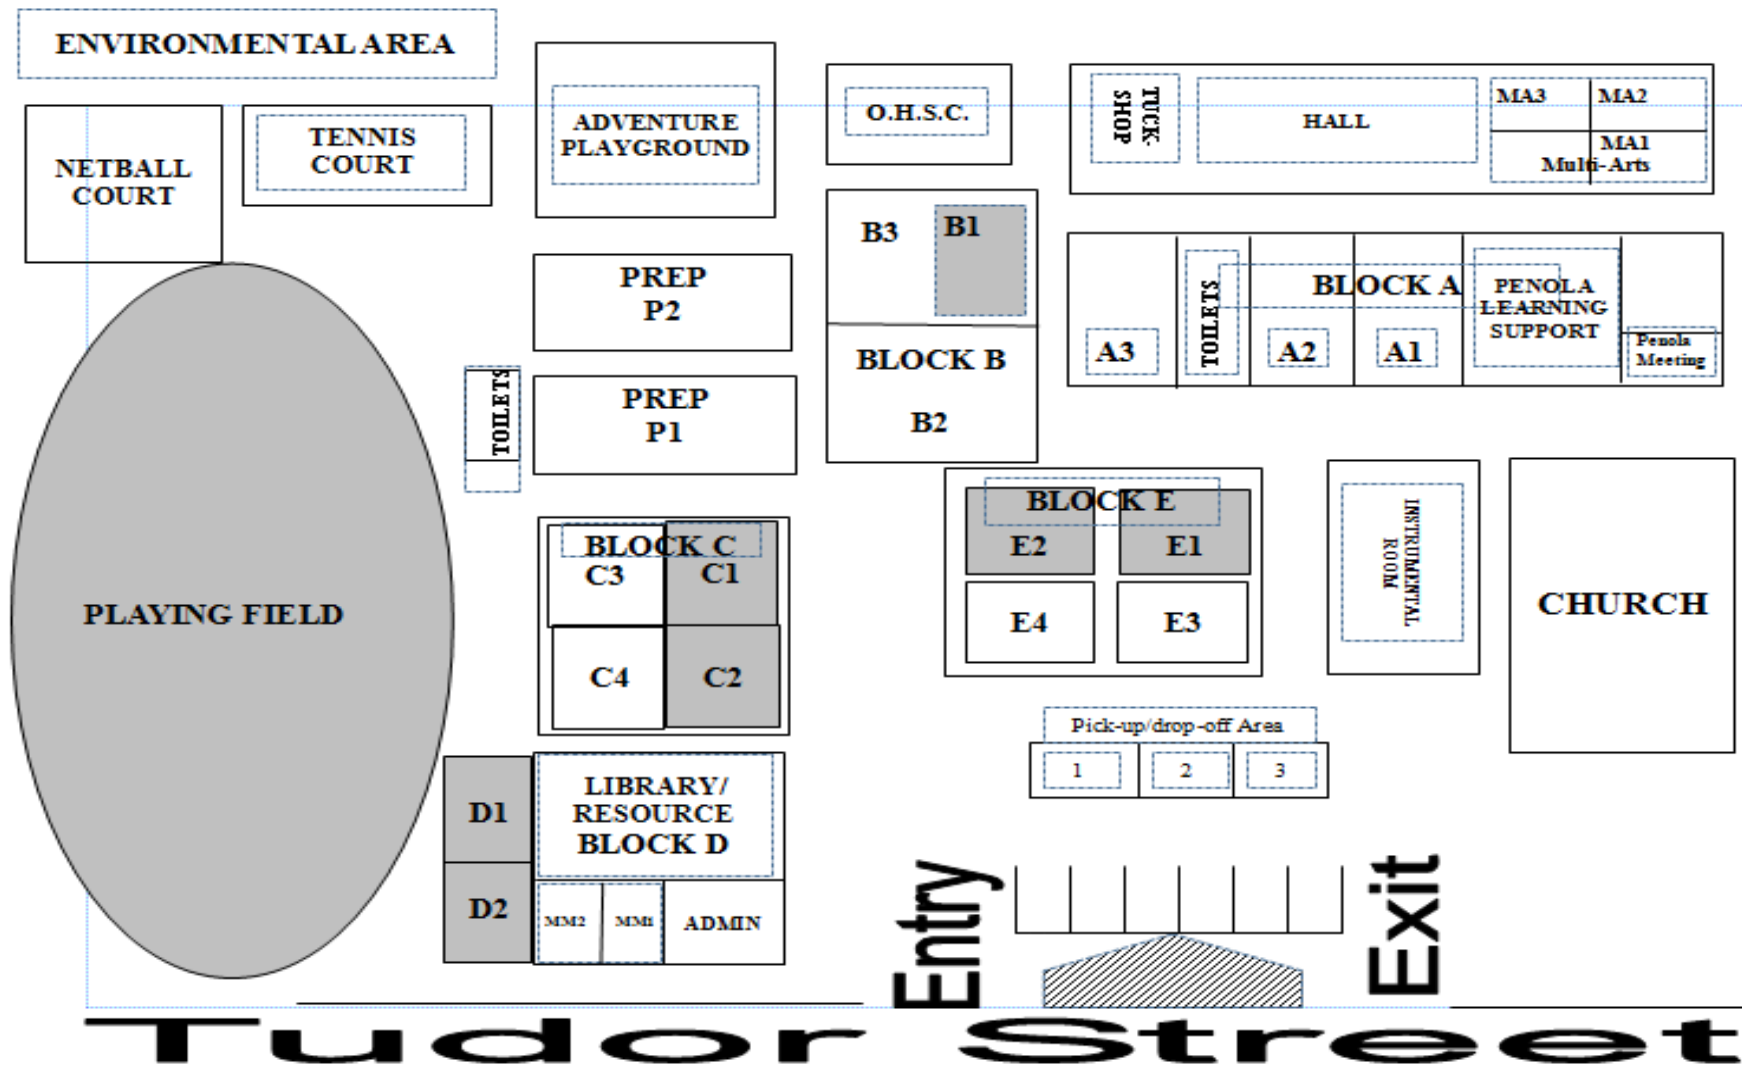 ENVIRONMENTAL AREA
NETBALL
COURT
TENNIS
COURT
ADVENTURE
PLAYGROUND
O.H.S.C.
TUCK-
SHOP
HALL
MA3
MA2
MA1
Multi-Arts
PREP
P2
PREP
P1
TOILETS
B3
B1
BLOCK B
B2
A3
TOILETS
BLOCK A
A2
A1
PENOLA
LEARNING
SUPPORT
Penola
Meeting
PLAYING FIELD
BLOCK C
C3
C1
C4
C2
BLOCK E
E2
E1
E4
E3
INSTRUMENTAL
ROOM
CHURCH
Pick-up/drop-off Area
1
2
3
D1
D2
LIBRARY/
RESOURCE
BLOCK D
MM2
MM1
ADMIN
Entry
Exit
Tudor Street